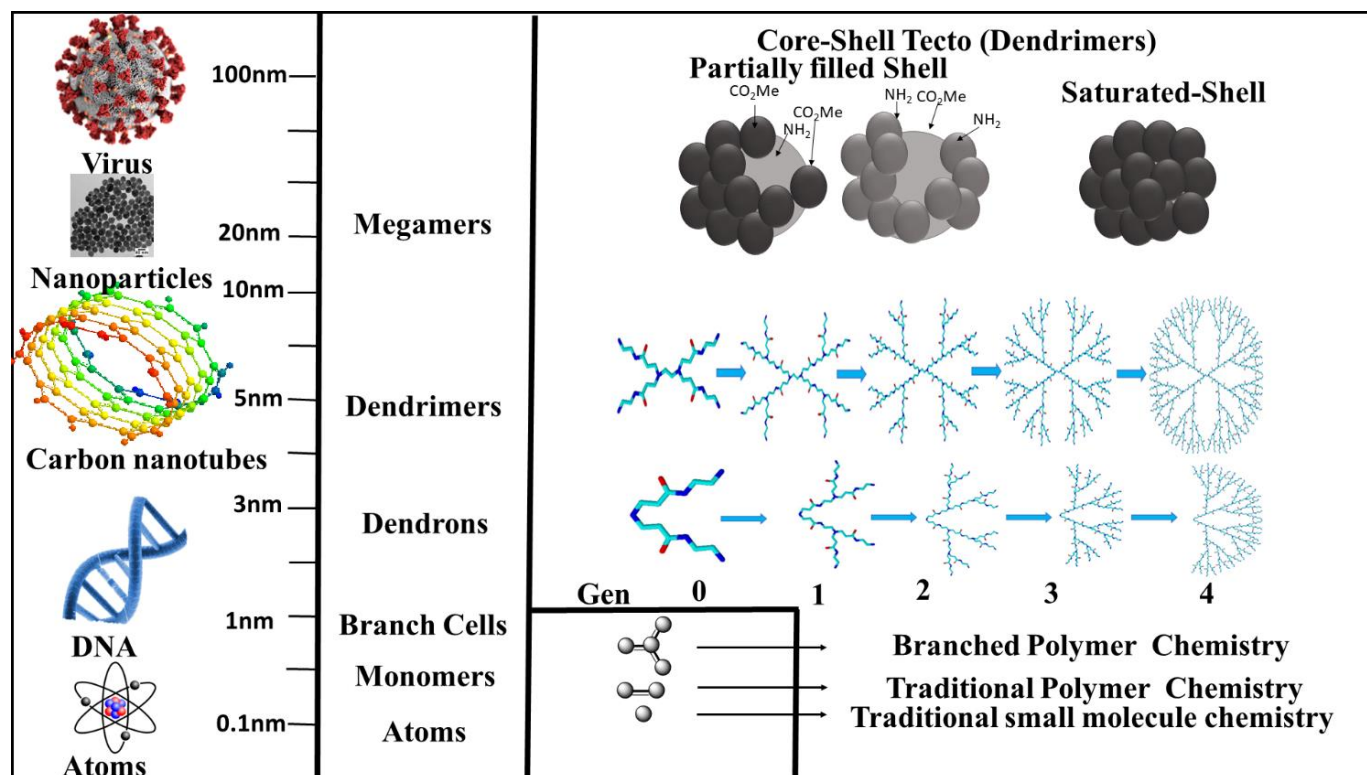 Virus
Nanoparticles
Carbon nanotubes
DNA
Atoms
100nm
20nm
10nm
5nm
3nm
1nm
0.1nm
Megamers
Dendrimers
Dendrons
Branch Cells
Monomers
Atoms
Core-Shell Tecto (Dendrimers)
Partially filled Shell
Saturated-Shell
CO2Me
NH2
CO2Me
NH2
CO2Me
NH2
Gen 0 1 2 3 4
Branched Polymer Chemistry
Traditional Polymer Chemistry
Traditional small molecule chemistry